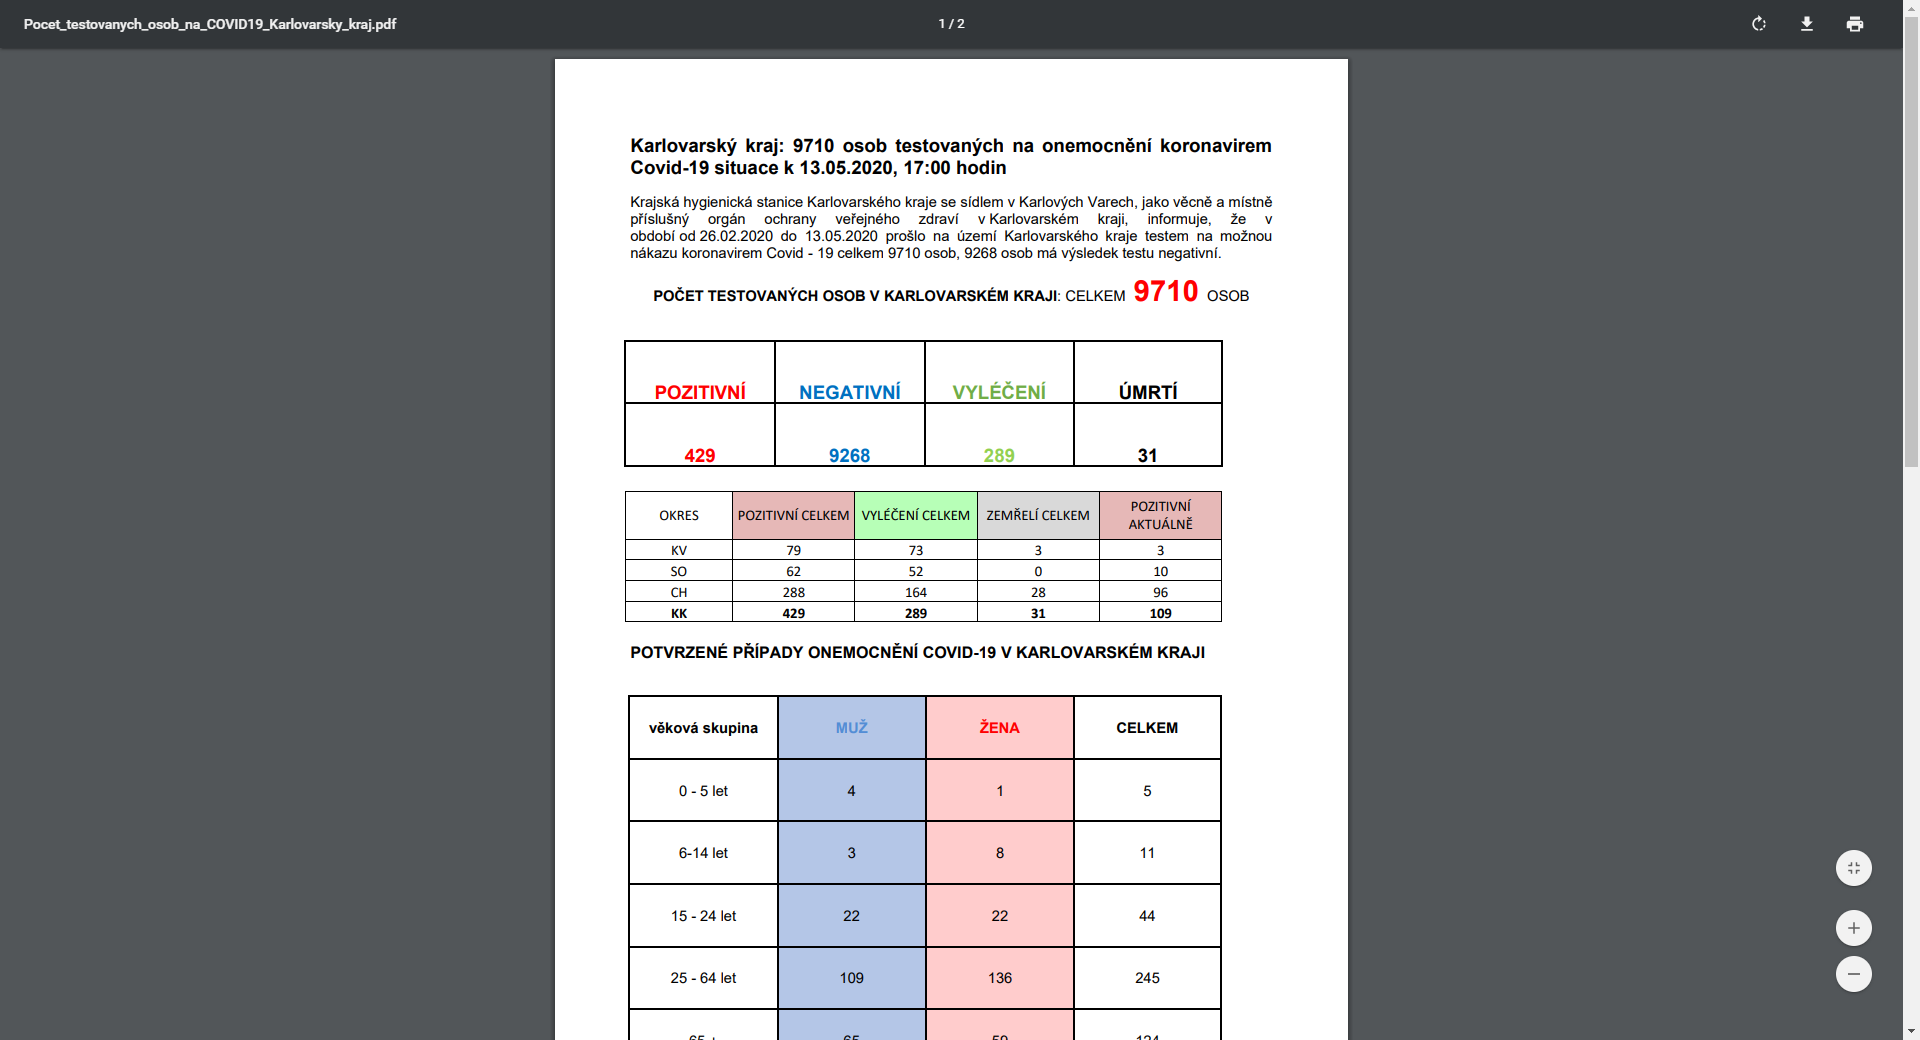 Pocet_testovanych_osob_na_COVID19_Karlovarsky_kraj.pdf
1 / 2
Karlovarský kraj: 9710 osob testovaných na onemocnění koronavirem
Covid-19 situace k 13.05.2020, 17:00 hodin
Krajská hygienická stanice Karlovarského kraje se sídlem v Karlových Varech, jako věcně a místně
příslušný orgán ochrany veřejného zdraví v Karlovarském kraji, informuje, že v
období od 26.02.2020 do 13.05.2020 prošlo na území Karlovarského kraje testem na možnou
nákazu koronavirem Covid - 19 celkem 9710 osob, 9268 osob má výsledek testu negativní.
POČET TESTOVANÝCH OSOB V KARLOVARSKÉM KRAJI: CELKEM 9710 OSOB
POZITIVNÍ NEGATIVNÍ VYLÉČENÍ ÚMRTÍ
429 9268 289 31
OKRES POZITIVNÍ CELKEM VYLÉČENÍ CELKEM ZEMŘELÍ CELKEM POZITIVNÍ AKTUÁLNĚ
KV 79 73 3 3
SO 62 52 0 10
CH 288 164 28 96
KK 429 289 31 109
POTVRZENÉ PŘÍPADY ONEMOCNĚNÍ COVID-19 V KARLOVARSKÉM KRAJI
věková skupina MUŽ ŽENA CELKEM
0 - 5 let 4 1 5
6-14 let 3 8 11
15 - 24 let 22 22 44
25 - 64 let 109 136 245